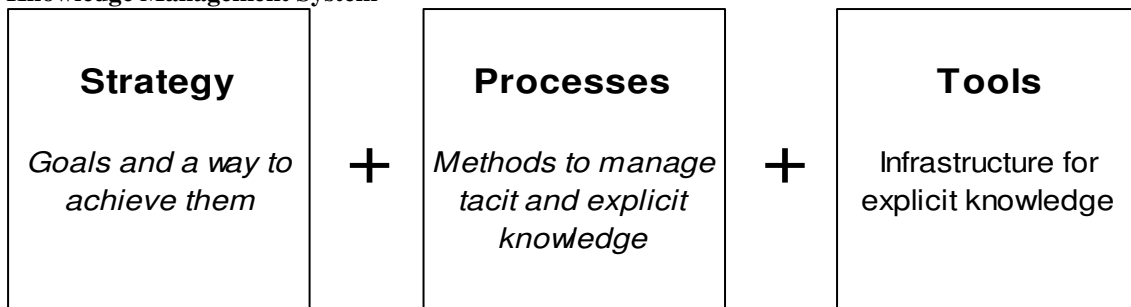 Knowledge Management System
Strategy
Goals and a way to
achieve them
+
Processes
Methods to manage
tacit and explicit
knowledge
+
Tools
Infrastructure for
explicit knowledge